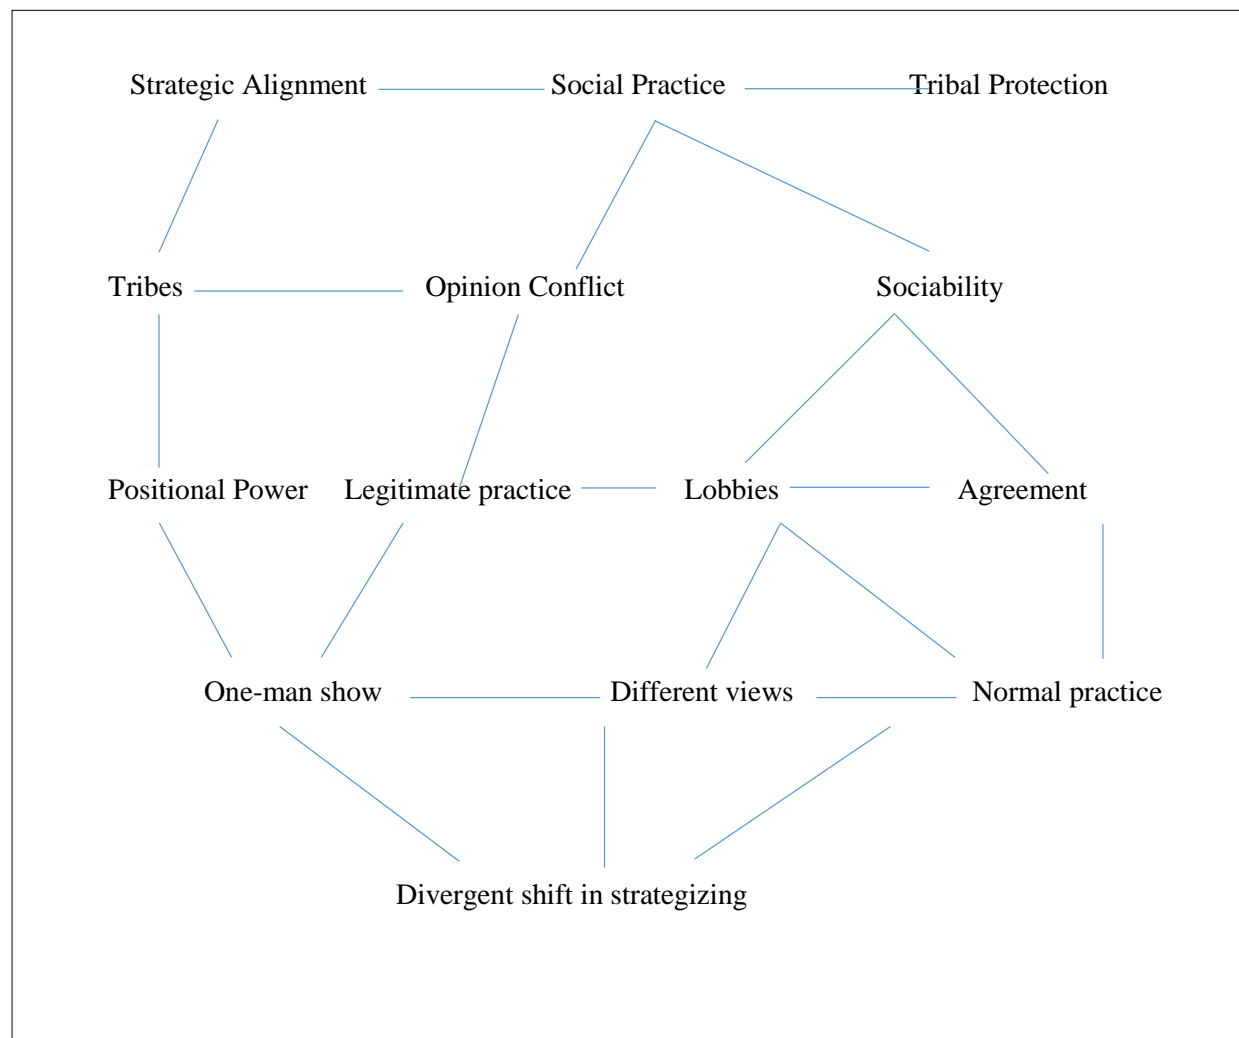 Strategic Alignment Social Practice Tribal Protection
Tribes Opinion Conflict Sociability
Positional Power Legitimate practice Lobbies Agreement
One-man show Different views Normal practice
Divergent shift in strategizing